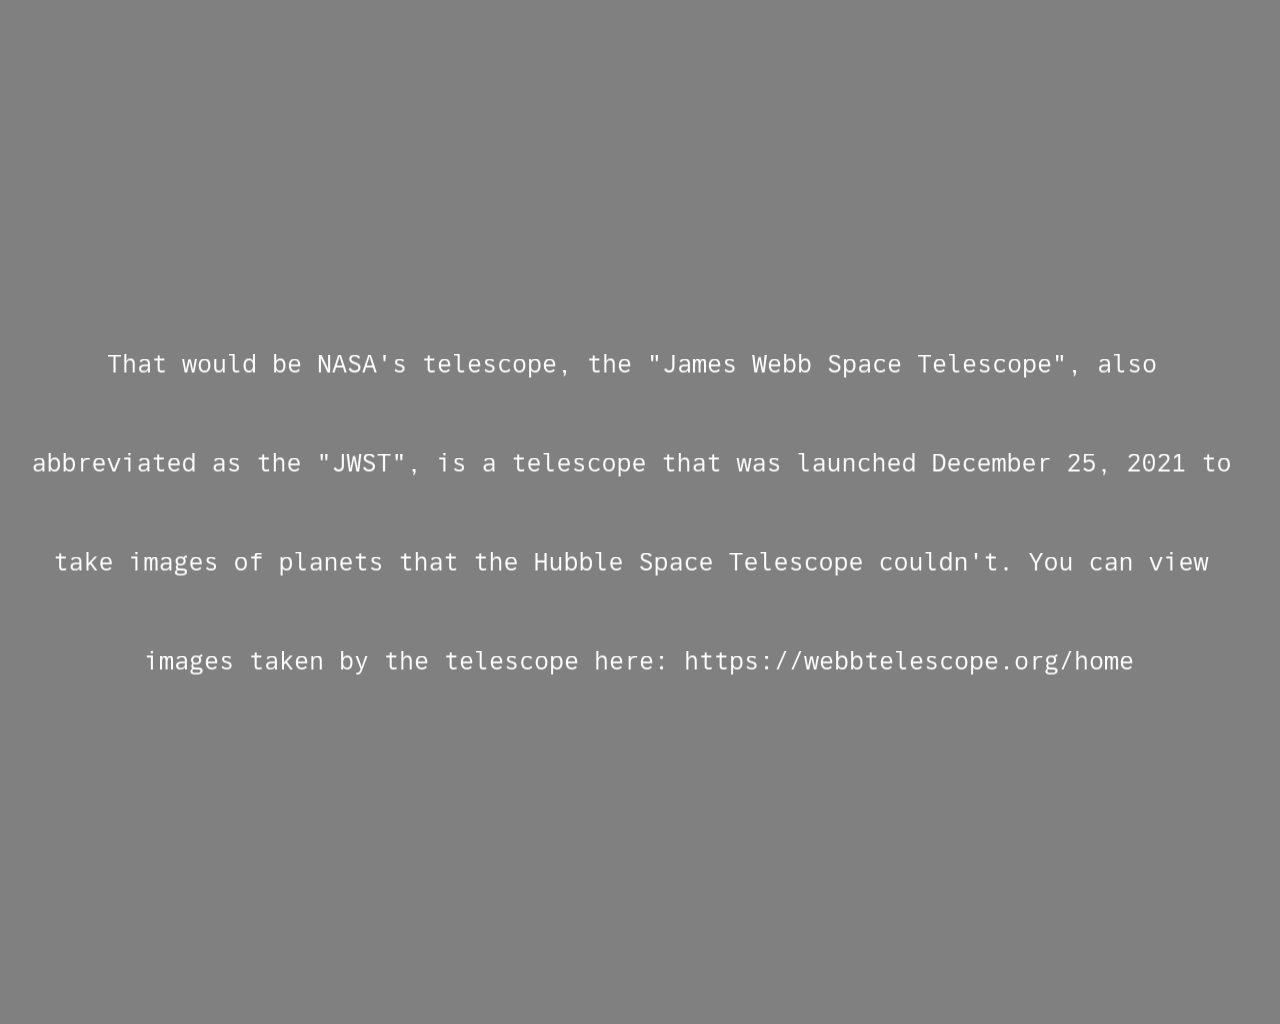 That would be NASA's telescope, the "James Webb Space Telescope", also
abbreviated as the "JWST", is a telescope that was launched December 25, 2021 to
take images of planets that the Hubble Space Telescope couldn't. You can view
images taken by the telescope here: https://webbtelescope.org/home